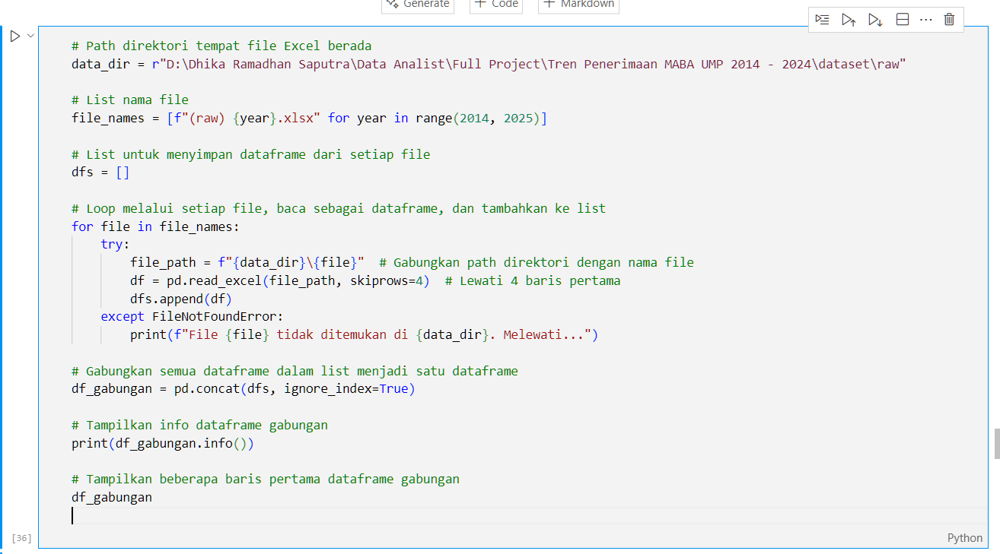 Generate
Code
Markdown
# Path direktori tempat file Excel berada
data_dir = r"D:\Dhika Ramadhan Saputra\Data Analist\Full Project\Tren Penerimaan MABA UMP 2014 - 2024\dataset\raw"
# List nama file
file_names = [f"(raw) {year}.xlsx" for year in range(2014, 2025)]
# List untuk menyimpan dataframe dari setiap file
dfs = []
# Loop melalui setiap file, baca sebagai dataframe, dan tambahkan ke list
for file in file_names:
    try:
        file_path = f"{data_dir}\{file}"  # Gabungkan path direktori dengan nama file
        df = pd.read_excel(file_path, skiprows=4)  # Lewati 4 baris pertama
        dfs.append(df)
    except FileNotFoundError:
        print(f"File {file} tidak ditemukan di {data_dir}. Melewati...")
# Gabungkan semua dataframe dalam list menjadi satu dataframe
df_gabungan = pd.concat(dfs, ignore_index=True)
# Tampilkan info dataframe gabungan
print(df_gabungan.info())
# Tampilkan beberapa baris pertama dataframe gabungan
df_gabungan
[36]
Python